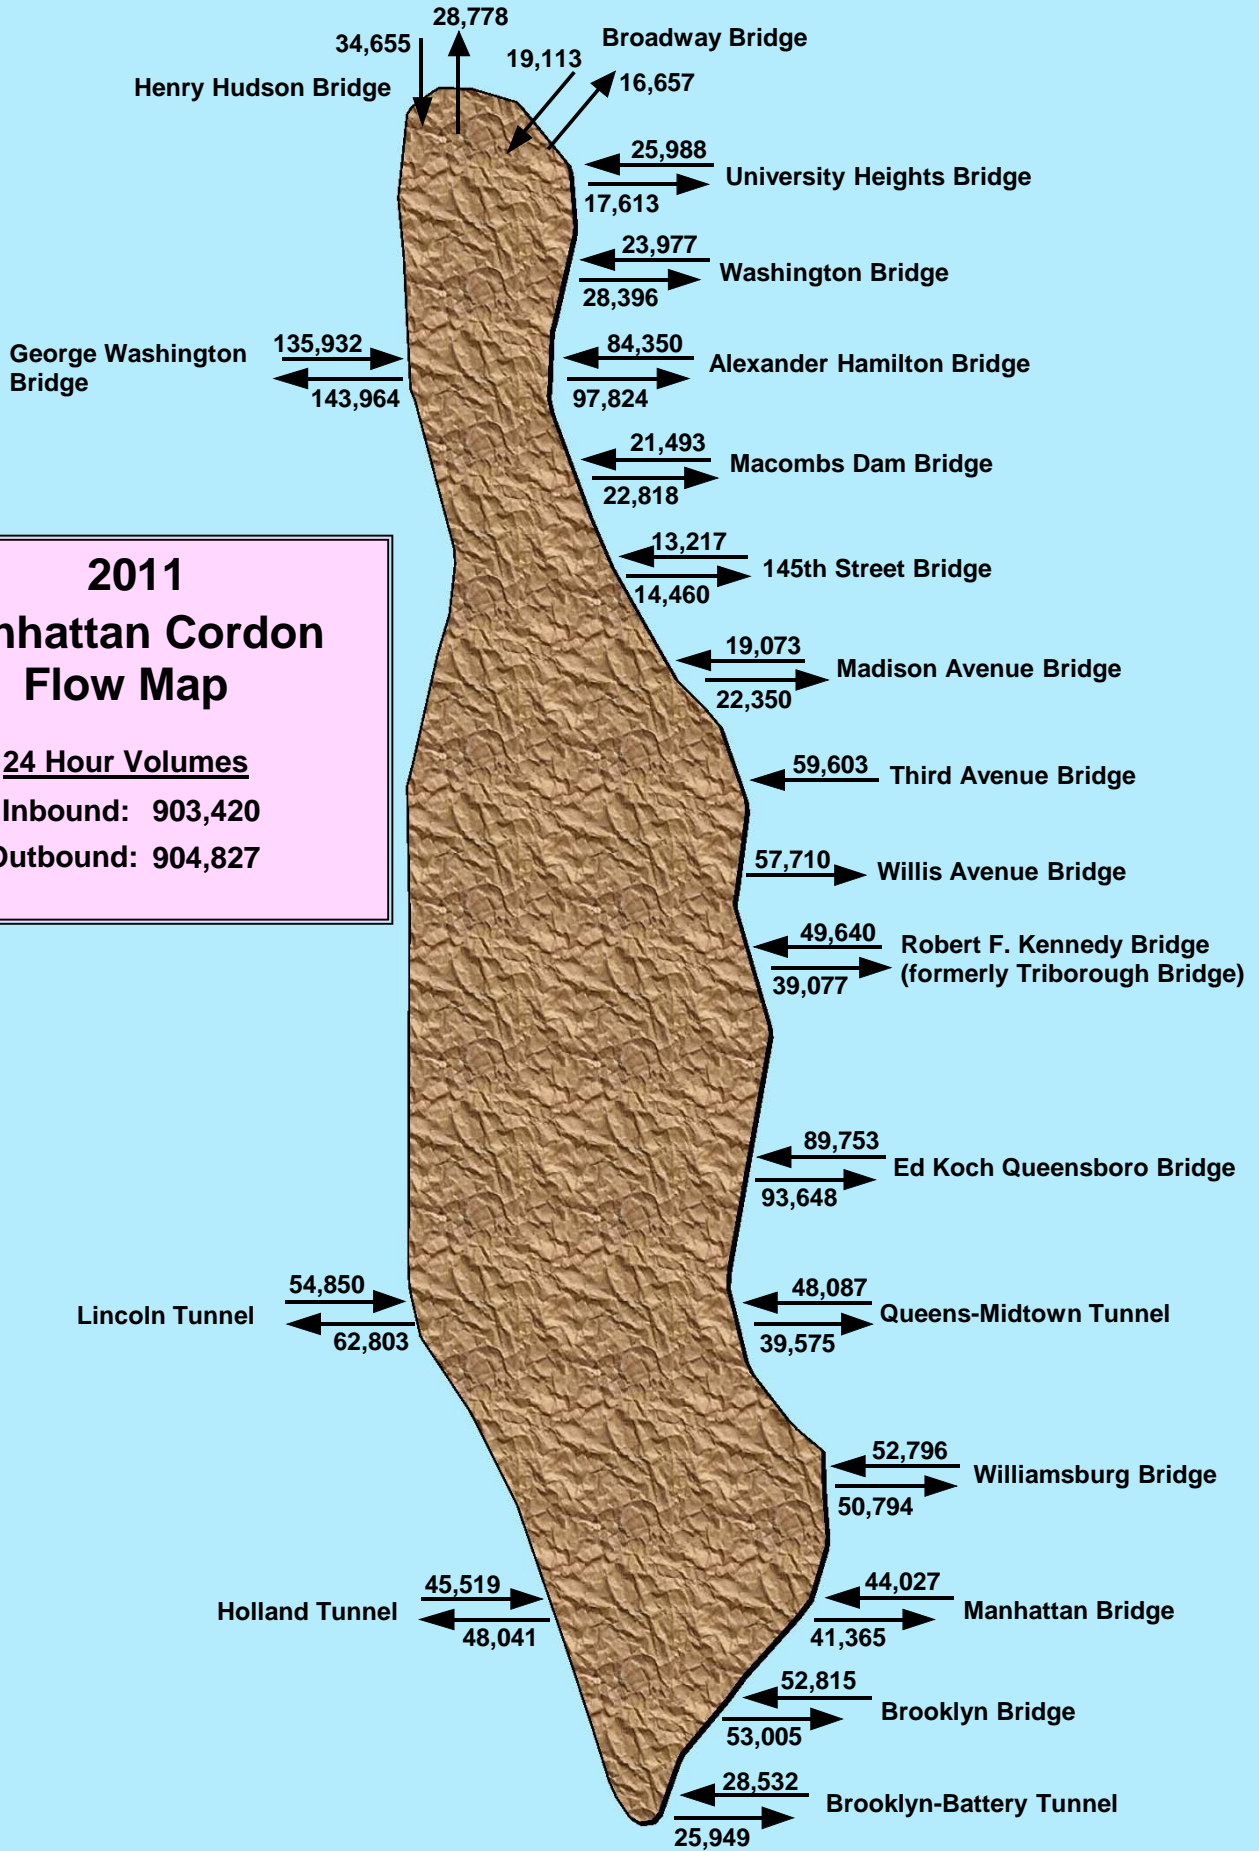 28,778
34,655
Henry Hudson Bridge
Broadway Bridge
19,113
16,657
25,988
University Heights Bridge
17,613
23,977
Washington Bridge
28,396
George Washington
Bridge
135,932
143,964
84,350
Alexander Hamilton Bridge
97,824
21,493
Macombs Dam Bridge
22,818
2011
nhattan Cordon
Flow Map
24 Hour Volumes
Inbound: 903,420
Outbound: 904,827
13,217
145th Street Bridge
14,460
19,073
Madison Avenue Bridge
22,350
59,603
Third Avenue Bridge
57,710
Willis Avenue Bridge
49,640
Robert F. Kennedy Bridge
(formerly Triborough Bridge)
39,077
89,753
Ed Koch Queensboro Bridge
93,648
54,850
Lincoln Tunnel
62,803
48,087
Queens-Midtown Tunnel
39,575
52,796
Williamsburg Bridge
50,794
45,519
Holland Tunnel
48,041
44,027
Manhattan Bridge
41,365
52,815
Brooklyn Bridge
53,005
28,532
Brooklyn-Battery Tunnel
25,949